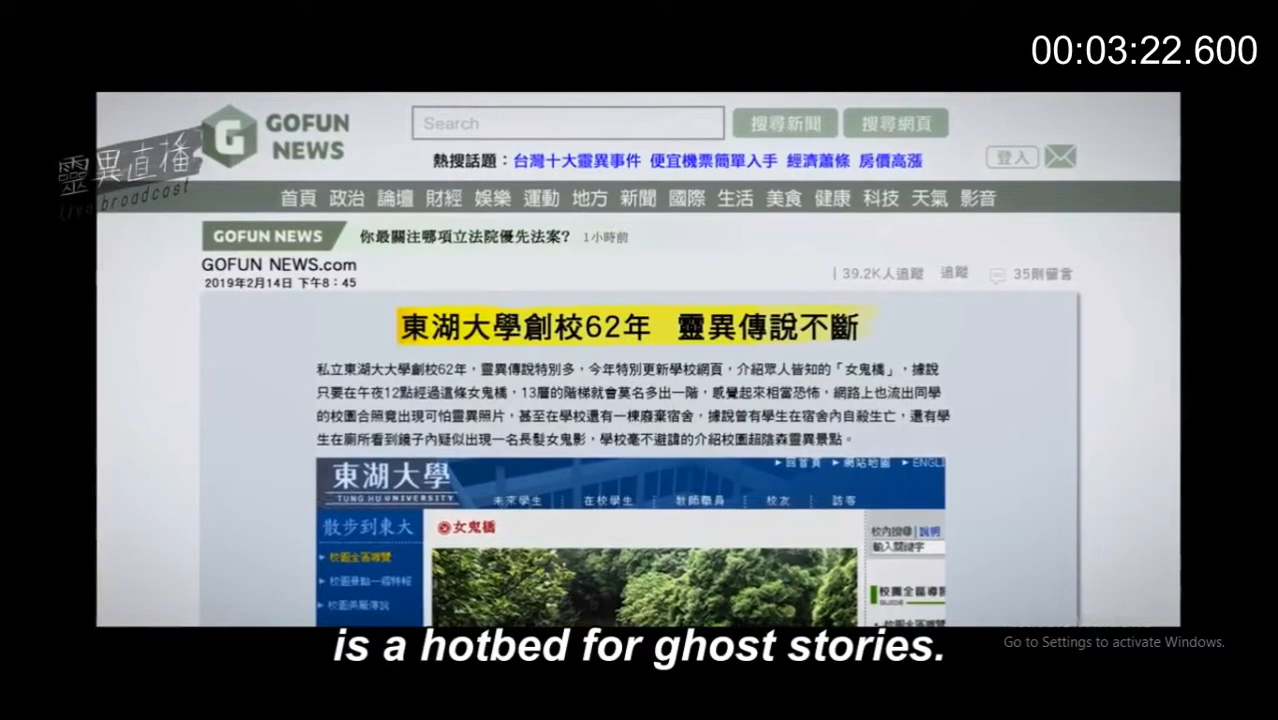 00:03:22.600
靈異直播
live broadcast
G
GOFUN
NEWS
Search
搜尋新聞
搜尋網頁
熱搜話題：台灣十大靈異事件 便宜機票簡單入手 經濟蕭條 房價高漲
登入
首頁 政治 論壇 財經 娛樂 運動 地方 新聞 國際 生活 美食 健康 科技 天氣 影音
GOFUN NEWS
你最關注哪項立法院優先法案? 1小時前
GOFUN NEWS.com
2019年2月14日 下午8：45
39.2K人追蹤 追蹤 35則留言
東湖大學創校62年 靈異傳說不斷
私立東湖大大學創校62年，靈異傳說特別多，今年特別更新學校網頁，介紹眾人皆知的「女鬼橋」，據說
只要在午夜12點經過這條女鬼橋，13層的階梯就會莫名多出一階，感覺起來相當恐怖，網路上也流出同學
的校園合照竟出現可怕靈異照片，甚至在學校還有一棟廢棄宿舍，據說曾有學生在宿舍內自殺生亡，還有學
生在廁所看到鏡子內疑似出現一名長髮女鬼影，學校毫不避諱的介紹校園超陰森靈異景點。
東湖大學
TUNG HU UNIVERSITY
回首頁 網站地圖 ENGLI
未來學生 在校學生 教師職員 校友 訪客
散步到東大
校園全區導覽
女鬼橋
校內搜尋 說明
輸入關鍵字
校園全區導
GUIDE
is a hotbed for ghost stories.
Go to Settings to activate Windows.